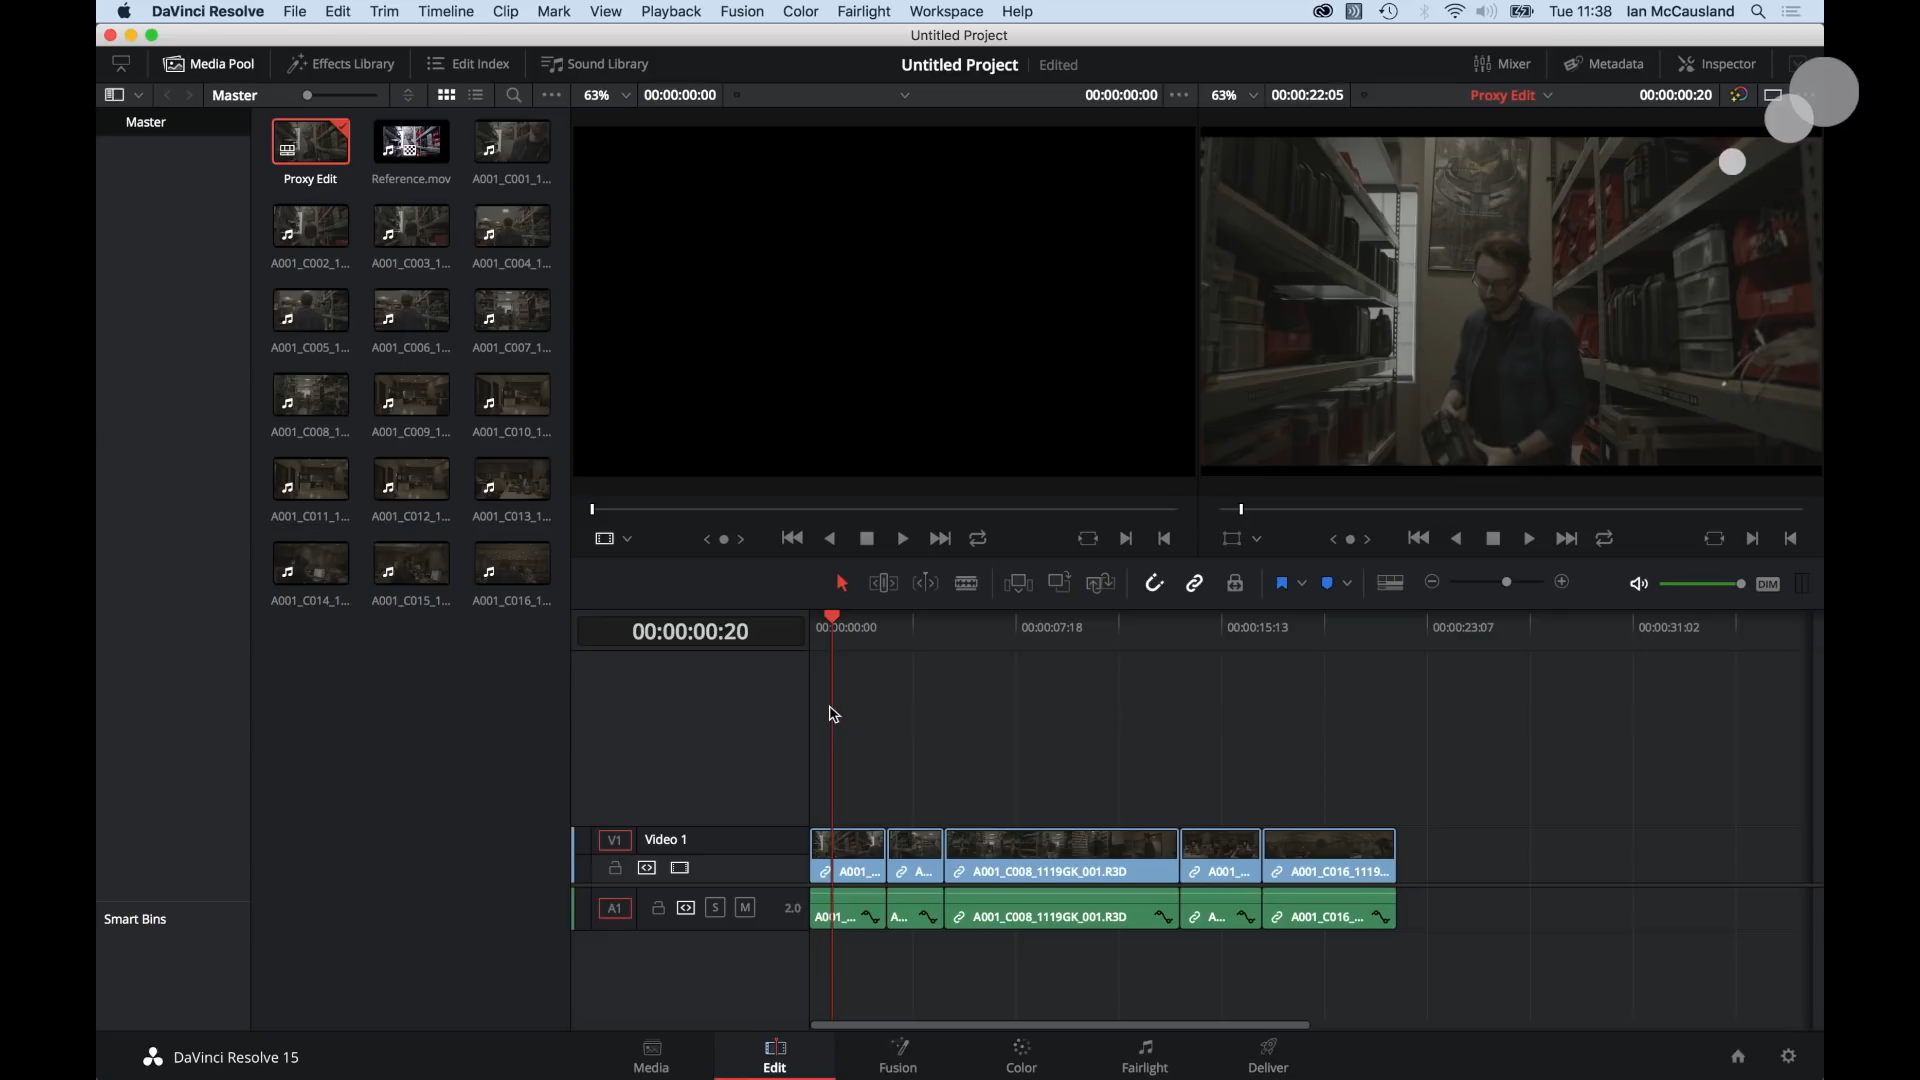 DaVinci Resolve File Edit Trim Timeline Clip Mark View Playback Fusion Color Fairlight Workspace Help Tue 11:38 Ian McCausland
Untitled Project
Media Pool Effects Library Edit Index Sound Library Untitled Project Edited Mixer Metadata Inspector
Master 63% 00:00:00:00 00:00:00:00 63% 00:00:22:05 Proxy Edit 00:00:00:20
Master
Proxy Edit Reference.mov A001_C001_1...
A001_C002_1... A001_C003_1... A001_C004_1...
A001_C005_1... A001_C006_1... A001_C007_1...
A001_C008_1... A001_C009_1... A001_C010_1...
A001_C011_1... A001_C012_1... A001_C013_1...
A001_C014_1... A001_C015_1... A001_C016_1...
DIM
00:00:00:20 00:00:00:00 00:00:07:18 00:00:15:13 00:00:23:07 00:00:31:02
V1 Video 1
A001_... A... A001_C008_1119GK_001.R3D A001_... A001_C016_1119...
A1 S M 2.0 A001_... A... A001_C008_1119GK_001.R3D A... A001_C016_...
Smart Bins
DaVinci Resolve 15 Media Edit Fusion Color Fairlight Deliver